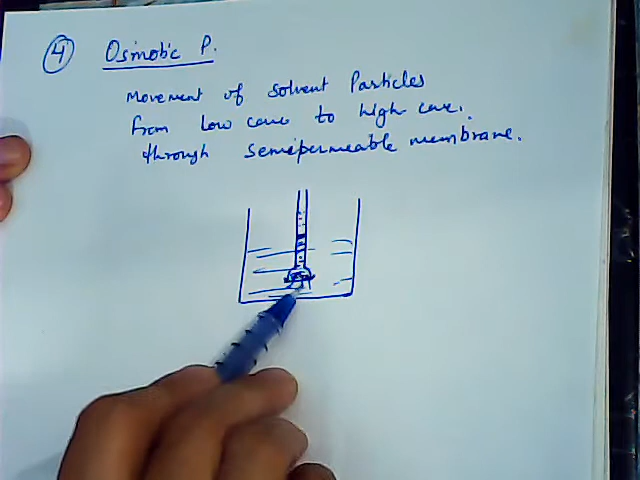 4 Osmotic P.
Movement of solvent Particles
from low conc to high conc.
through semipermeable membrane.